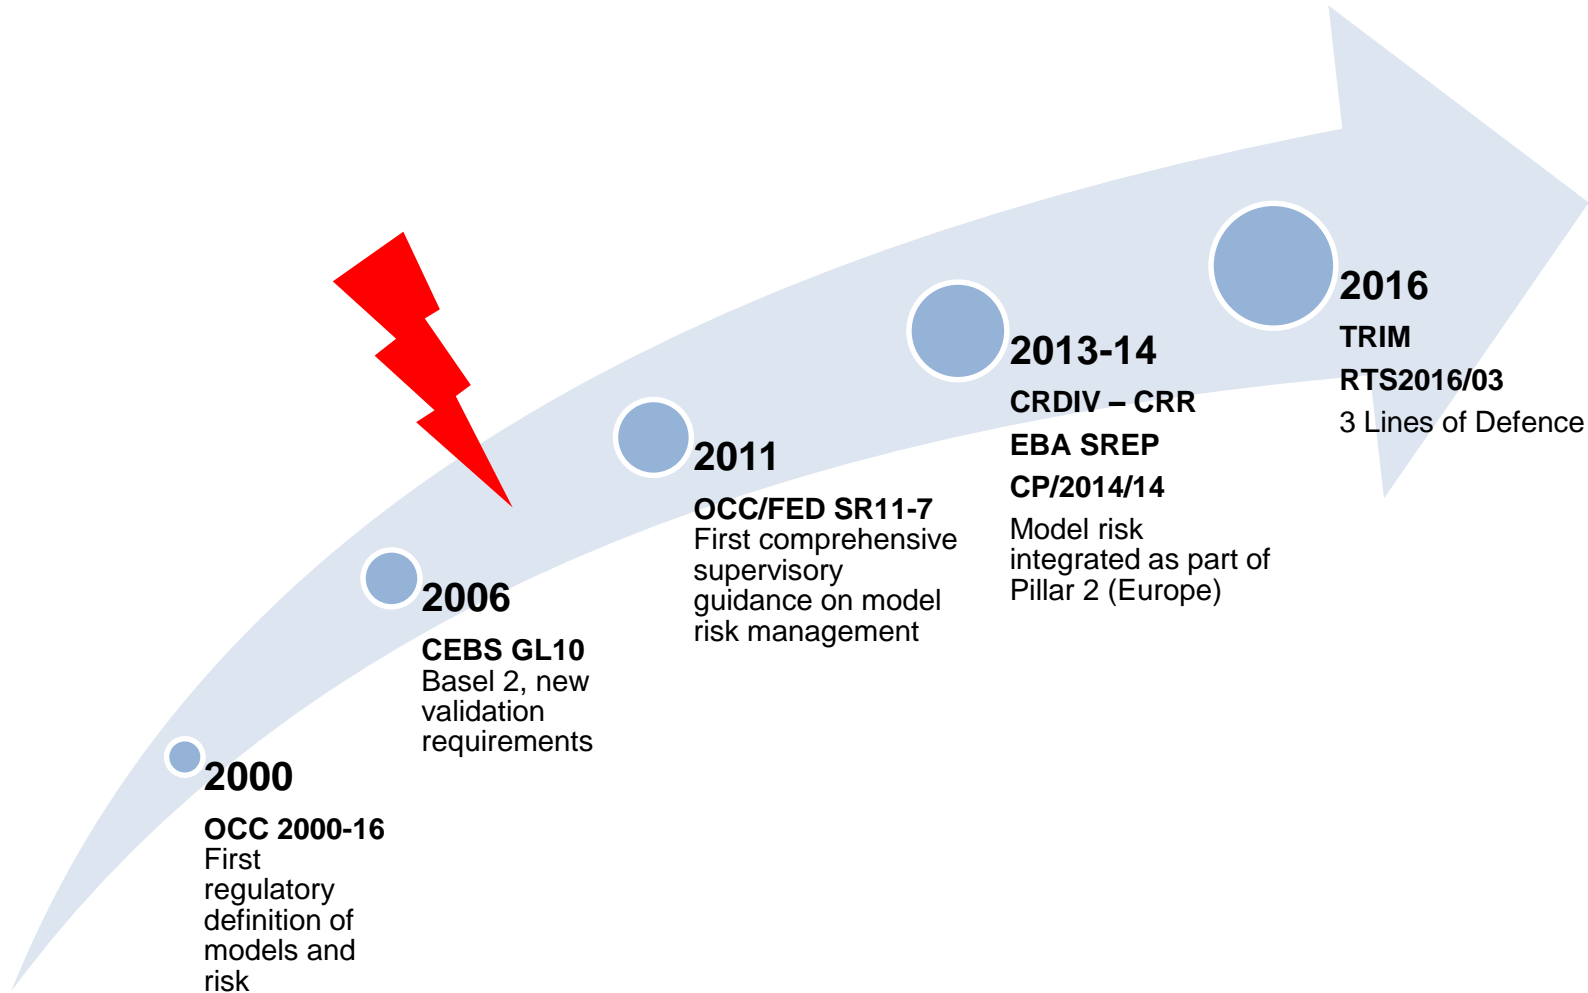 2000
OCC 2000-16
First
regulatory
definition of
models and
risk
2006
CEBS GL10
Basel 2, new
validation
requirements
2011
OCC/FED SR11-7
First comprehensive
supervisory
guidance on model
risk management
2013-14
CRDIV – CRR
EBA SREP
CP/2014/14
Model risk
integrated as part of
Pillar 2 (Europe)
2016
TRIM
RTS2016/03
3 Lines of Defence